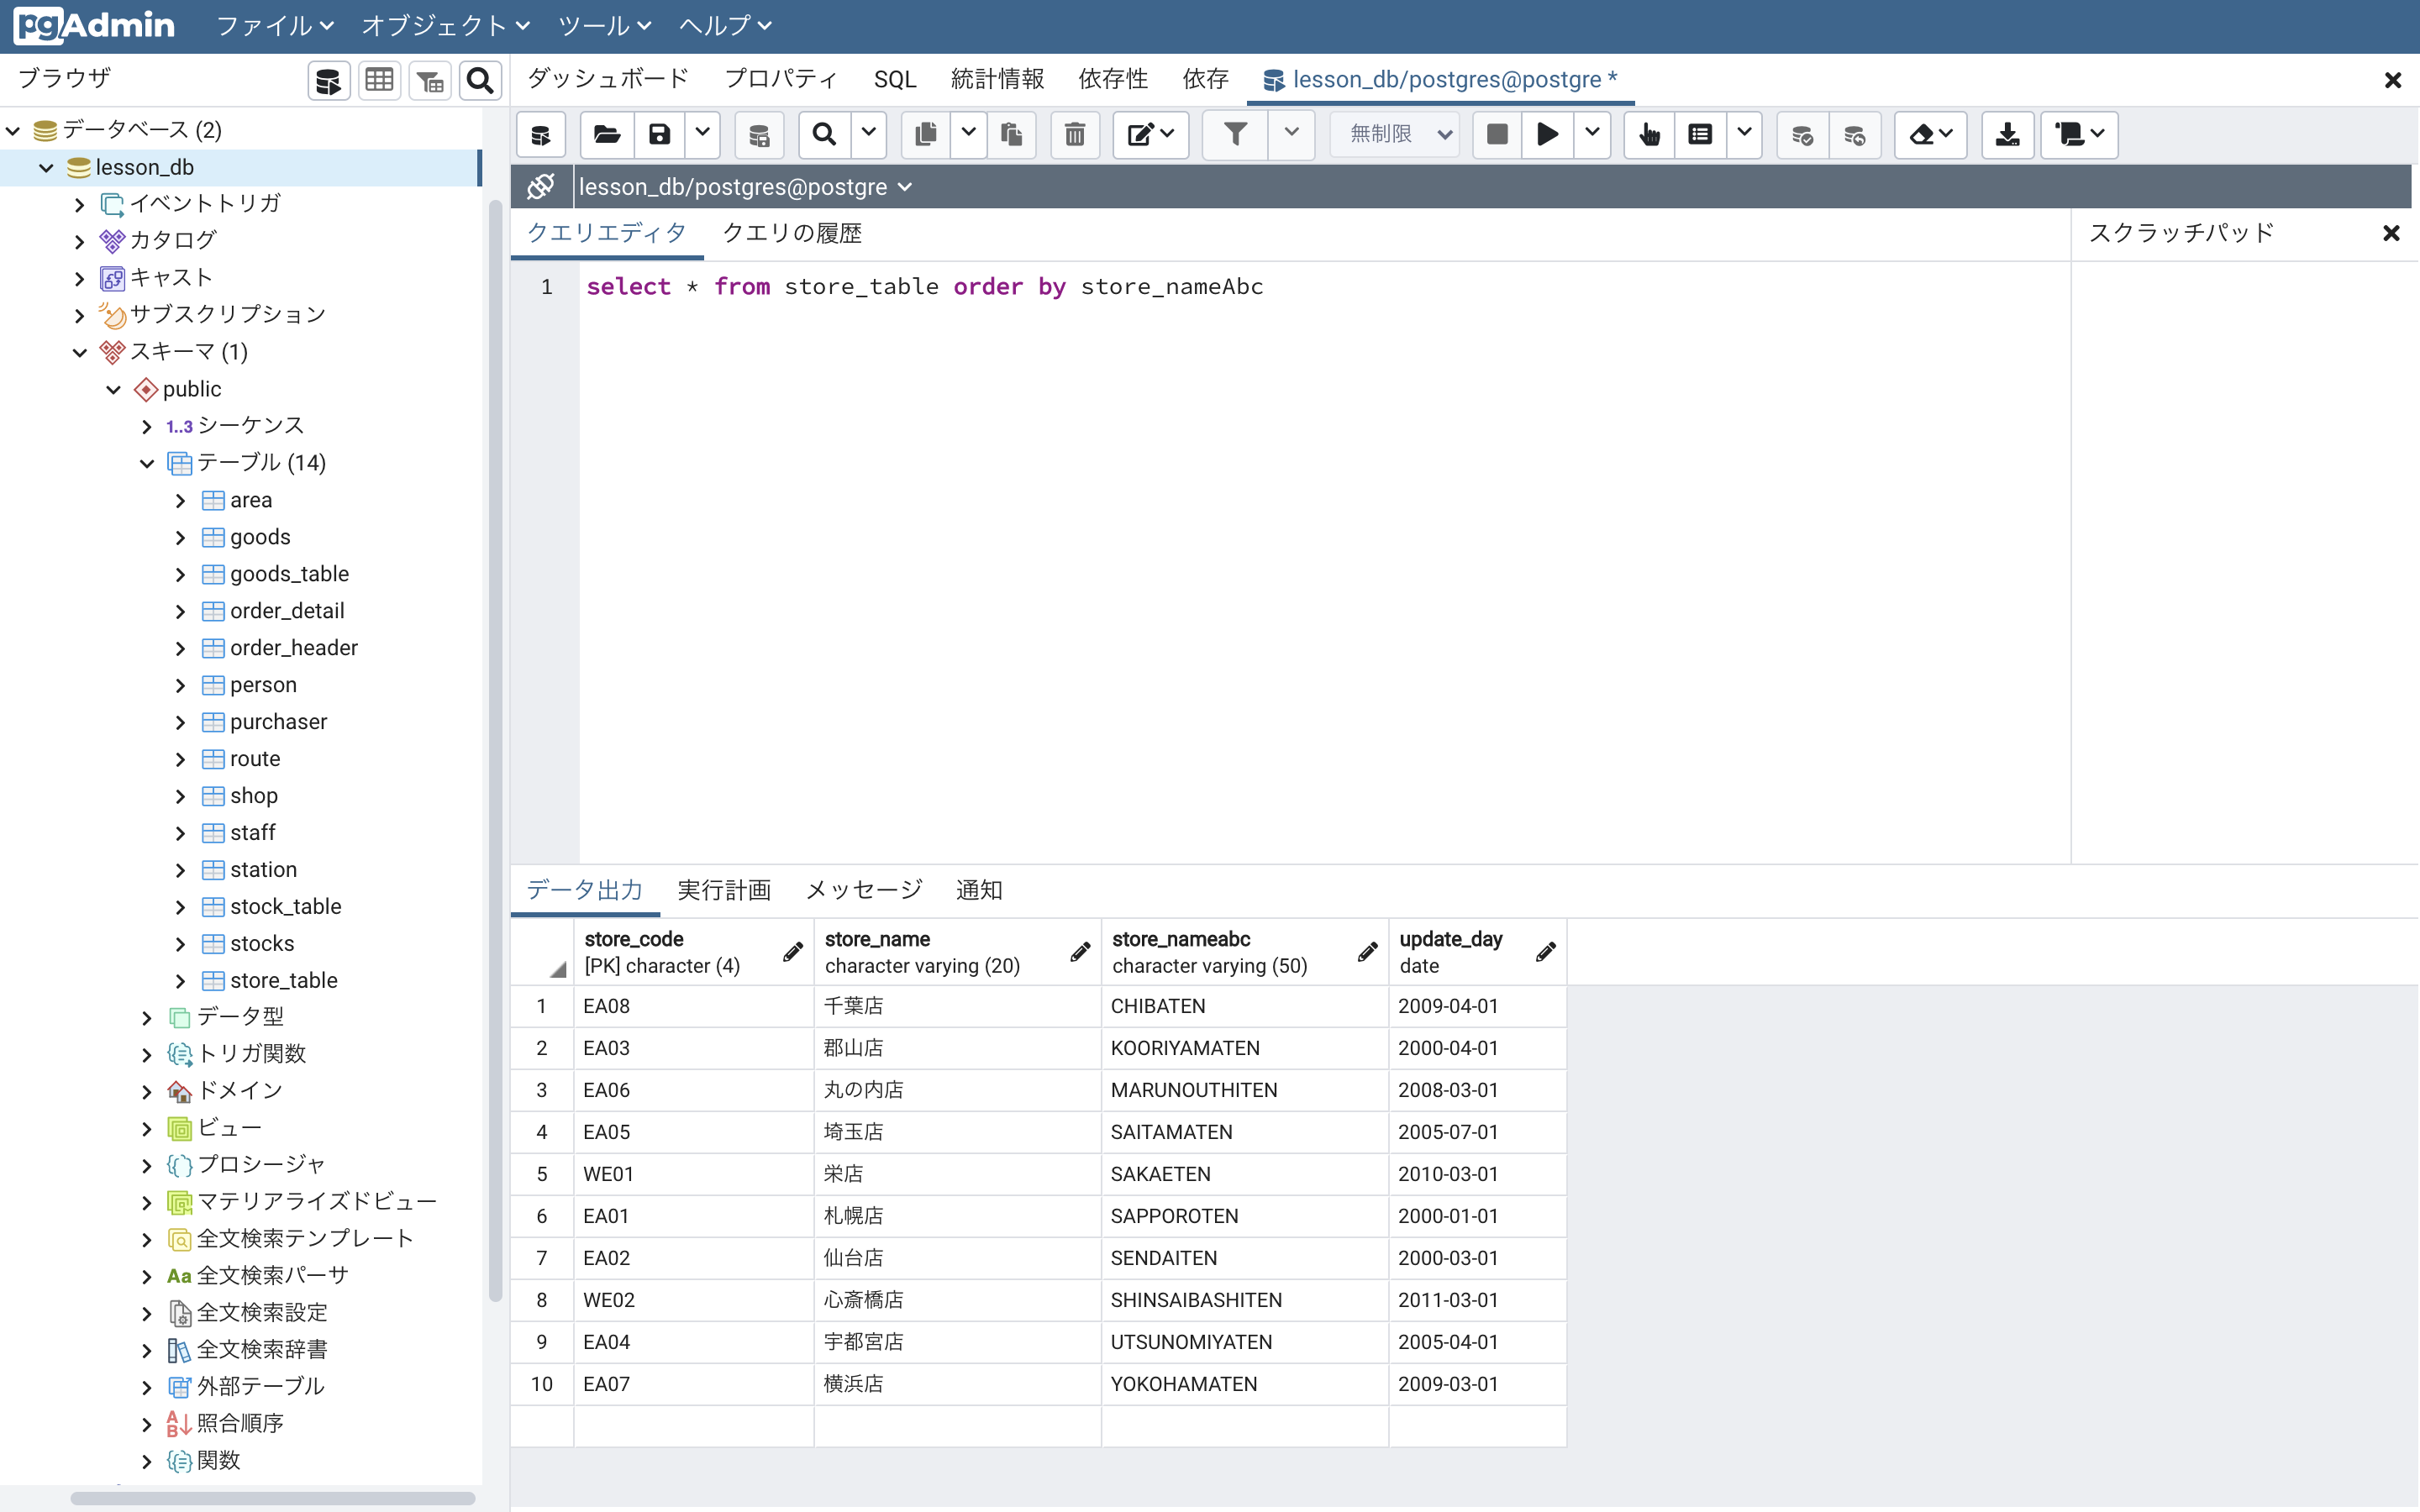 pgAdmin ファイル オブジェクト ツール ヘルプ
ブラウザ
ダッシュボード プロパティ SQL 統計情報 依存性 依存 lesson_db/postgres@postgre *
データベース (2)
lesson_db
イベントトリガ
カタログ
キャスト
サブスクリプション
スキーマ (1)
public
1..3 シーケンス
テーブル (14)
area
goods
goods_table
order_detail
order_header
person
purchaser
route
shop
staff
station
stock_table
stocks
store_table
データ型
トリガ関数
ドメイン
ビュー
プロシージャ
マテリアライズドビュー
全文検索テンプレート
Aa 全文検索パーサ
全文検索設定
全文検索辞書
外部テーブル
照合順序
関数
無制限
lesson_db/postgres@postgre
クエリエディタ クエリの履歴
スクラッチパッド
1 select * from store_table order by store_nameAbc
データ出力 実行計画 メッセージ 通知
store_code store_name store_nameabc update_day
[PK] character (4) character varying (20) character varying (50) date
1 EA08 千葉店 CHIBATEN 2009-04-01
2 EA03 郡山店 KOORIYAMATEN 2000-04-01
3 EA06 丸の内店 MARUNOUTHITEN 2008-03-01
4 EA05 埼玉店 SAITAMATEN 2005-07-01
5 WE01 栄店 SAKAETEN 2010-03-01
6 EA01 札幌店 SAPPOROTEN 2000-01-01
7 EA02 仙台店 SENDAITEN 2000-03-01
8 WE02 心斎橋店 SHINSAIBASHITEN 2011-03-01
9 EA04 宇都宮店 UTSUNOMIYATEN 2005-04-01
10 EA07 横浜店 YOKOHAMATEN 2009-03-01